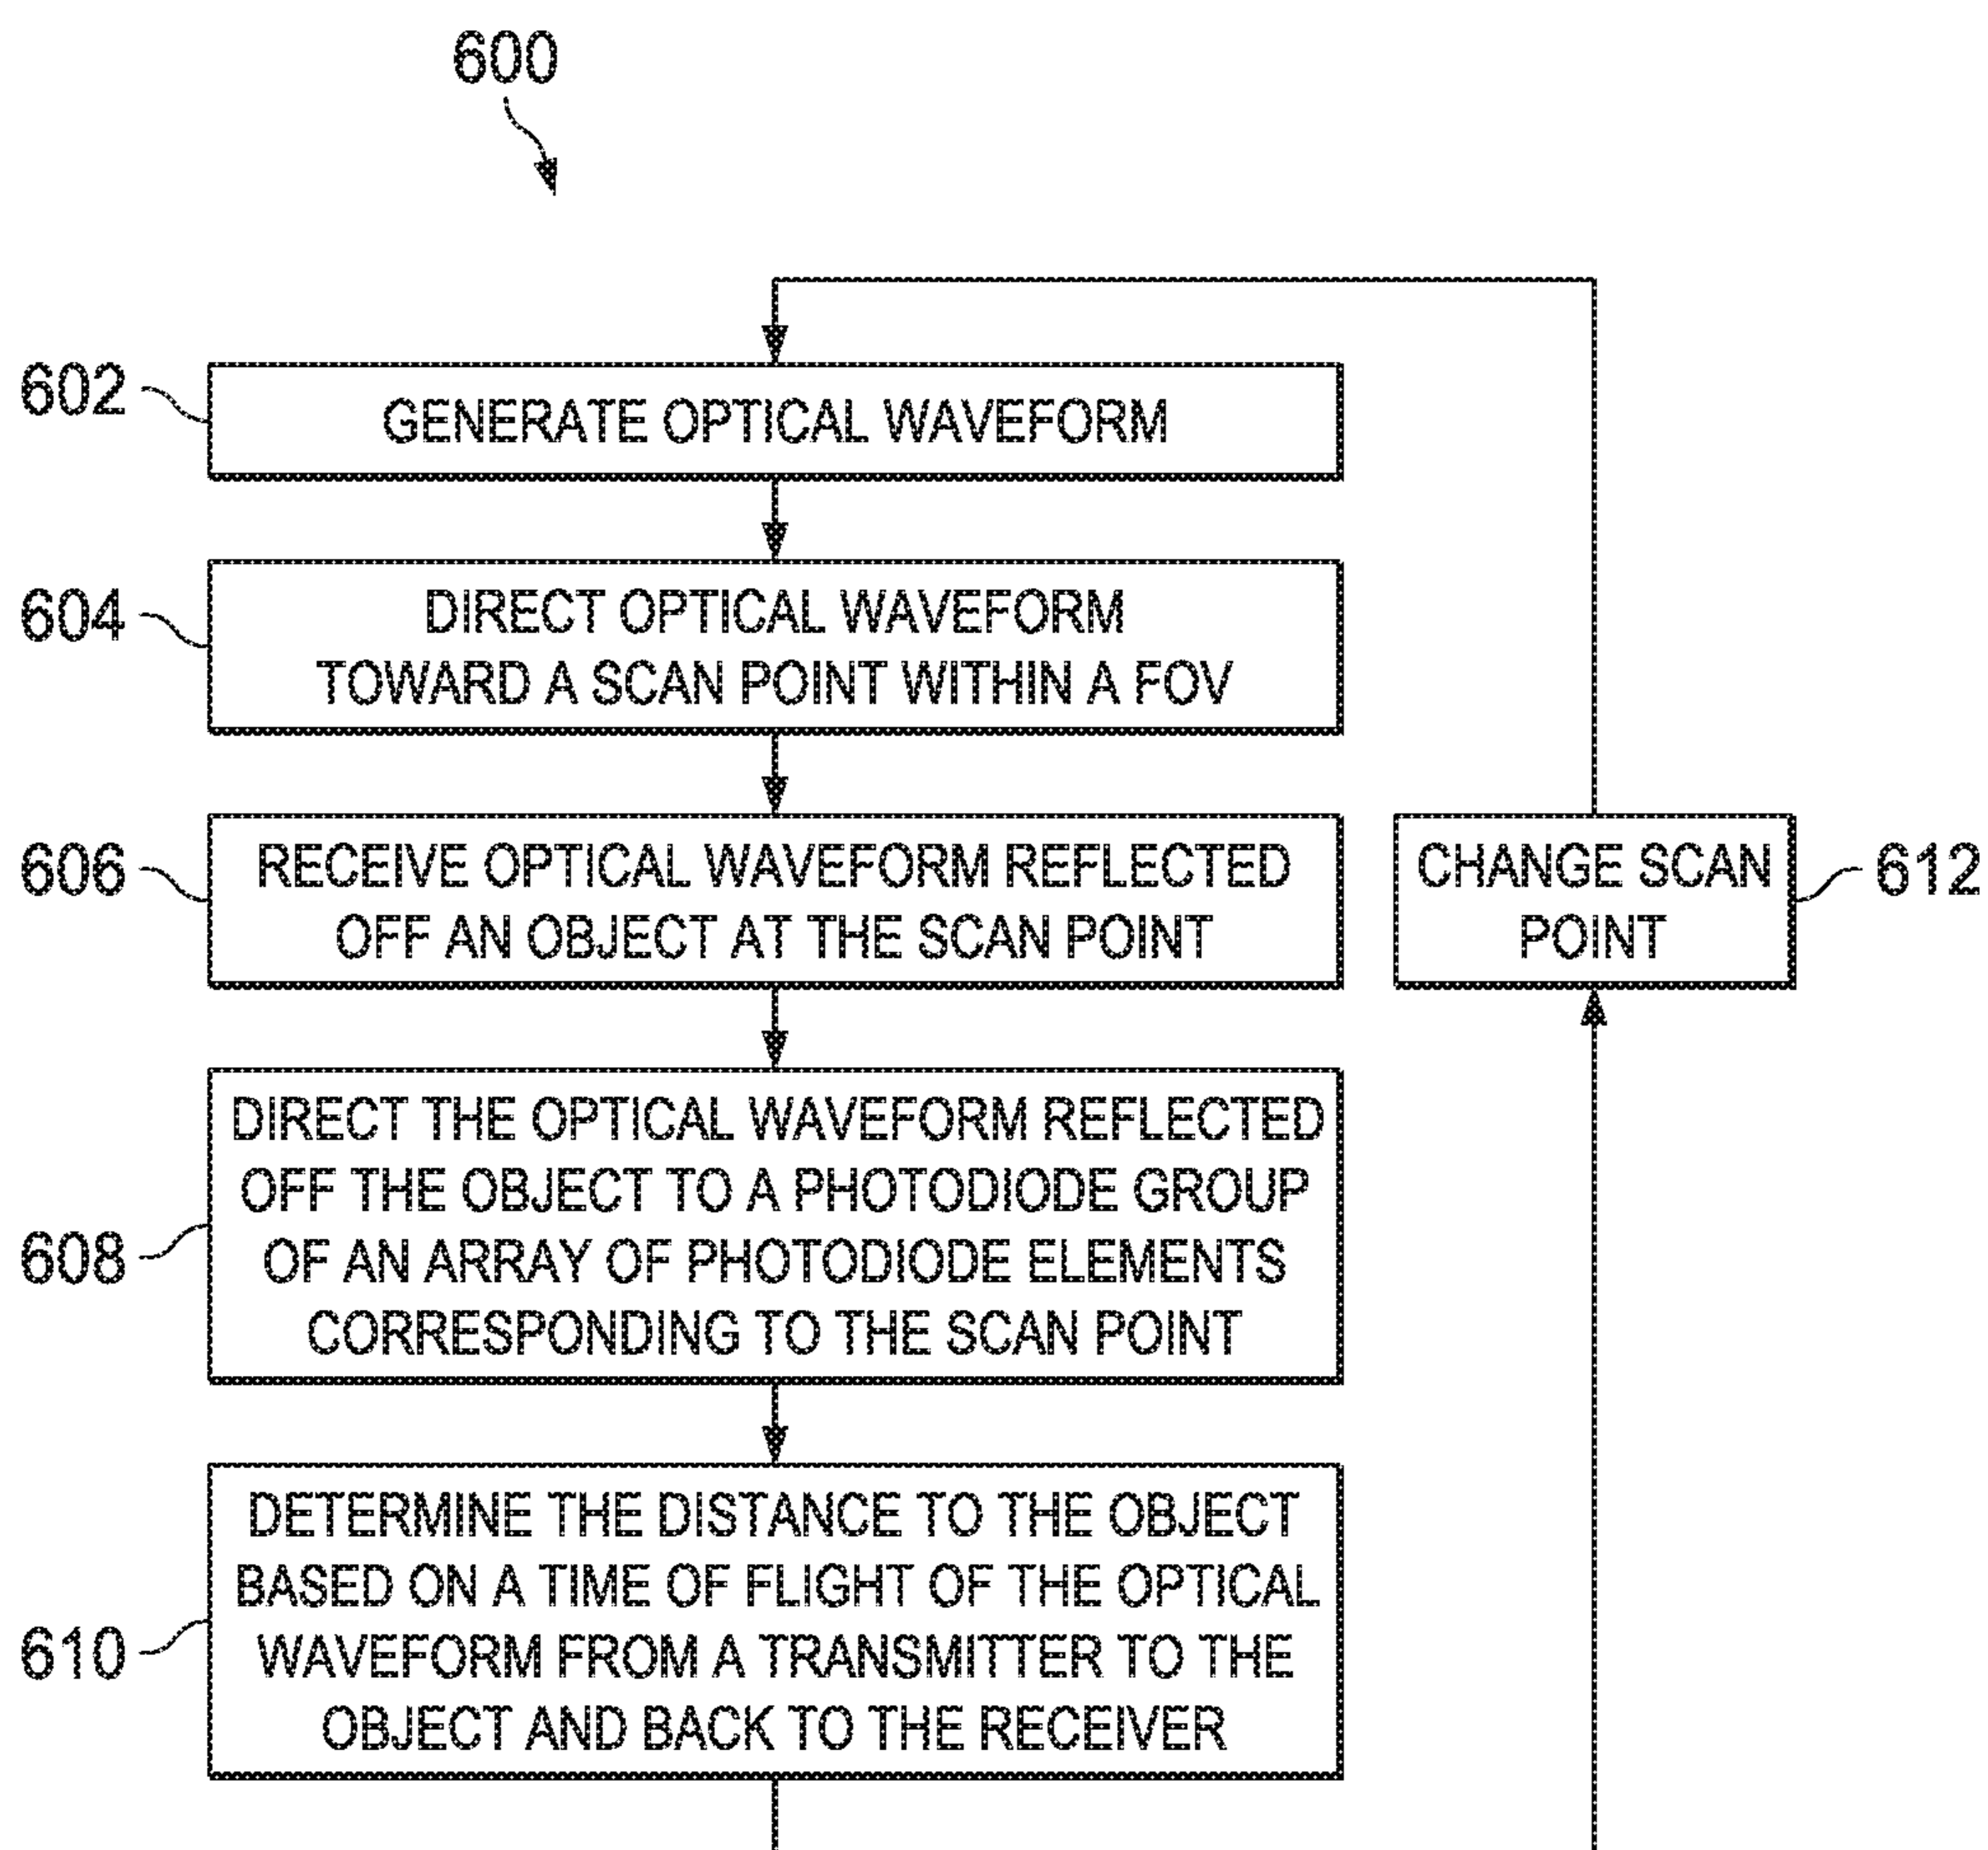 600
602
GENERATE OPTICAL WAVEFORM
604
DIRECT OPTICAL WAVEFORM
TOWARD A SCAN POINT WITHIN A FOV
606
RECEIVE OPTICAL WAVEFORM REFLECTED
OFF AN OBJECT AT THE SCAN POINT
CHANGE SCAN
POINT
612
608
DIRECT THE OPTICAL WAVEFORM REFLECTED
OFF THE OBJECT TO A PHOTODIODE GROUP
OF AN ARRAY OF PHOTODIODE ELEMENTS
CORRESPONDING TO THE SCAN POINT
610
DETERMINE THE DISTANCE TO THE OBJECT
BASED ON A TIME OF FLIGHT OF THE OPTICAL
WAVEFORM FROM A TRANSMITTER TO THE
OBJECT AND BACK TO THE RECEIVER